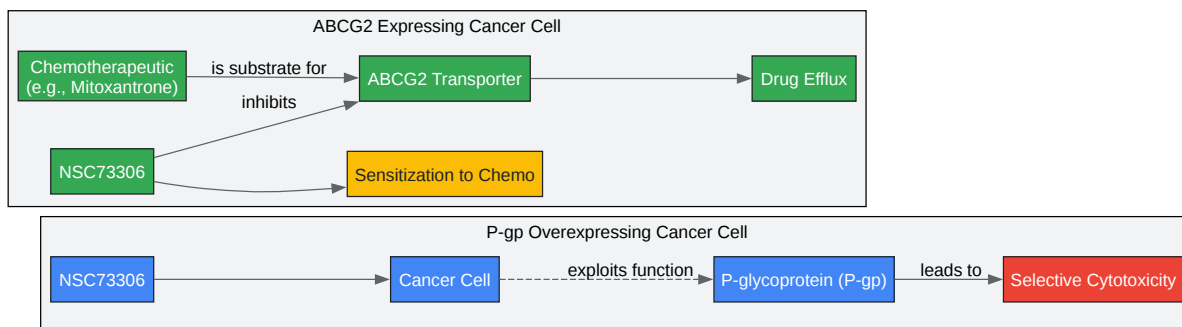 ABCG2 Expressing Cancer Cell
Chemotherapeutic
(e.g., Mitoxantrone)
is substrate for
ABCG2 Transporter
Drug Efflux
inhibits
NSC73306
Sensitization to Chemo
P-gp Overexpressing Cancer Cell
NSC73306
Cancer Cell
exploits function
P-glycoprotein (P-gp)
leads to
Selective Cytotoxicity